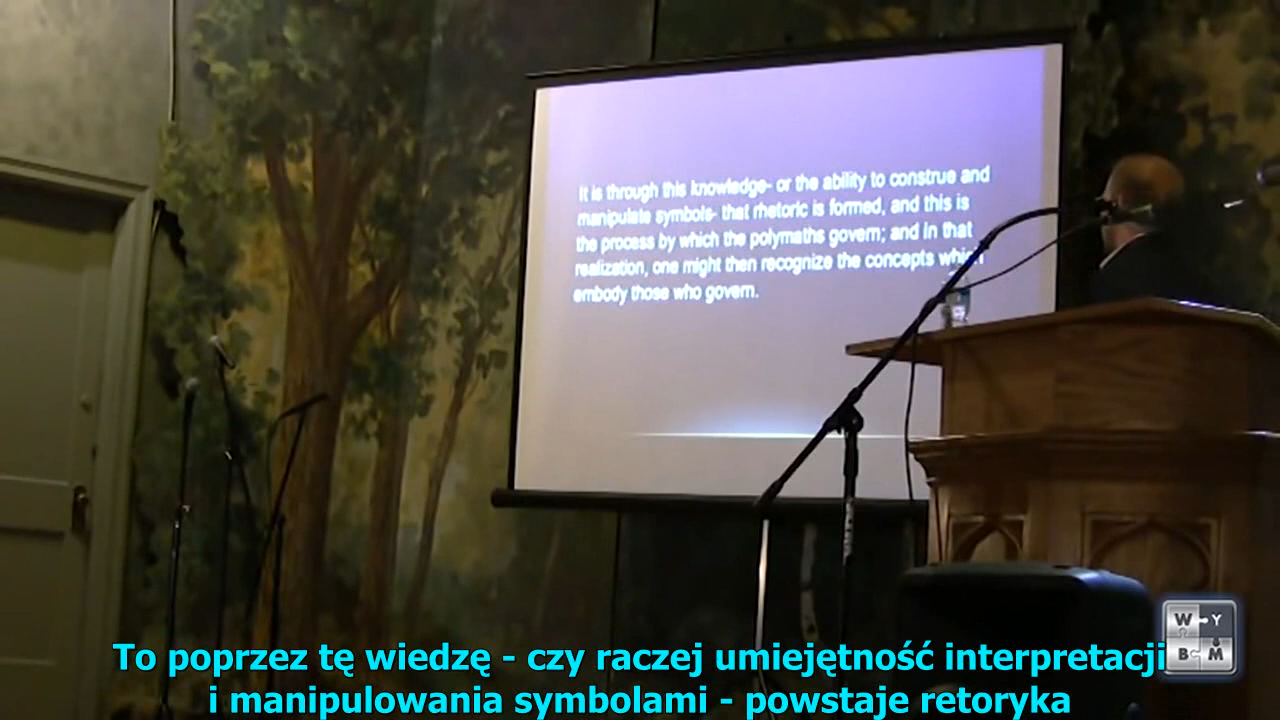 It is through this knowledge- or the ability to construe and
manipulate symbols- that rhetoric is formed, and this is
the process by which the polymaths govern; and in that
realization, one might then recognize the concepts which
embody those who govern.
W Y
B M
To poprzez tę wiedzę - czy raczej umiejętność interpretacji
i manipulowania symbolami - powstaje retoryka